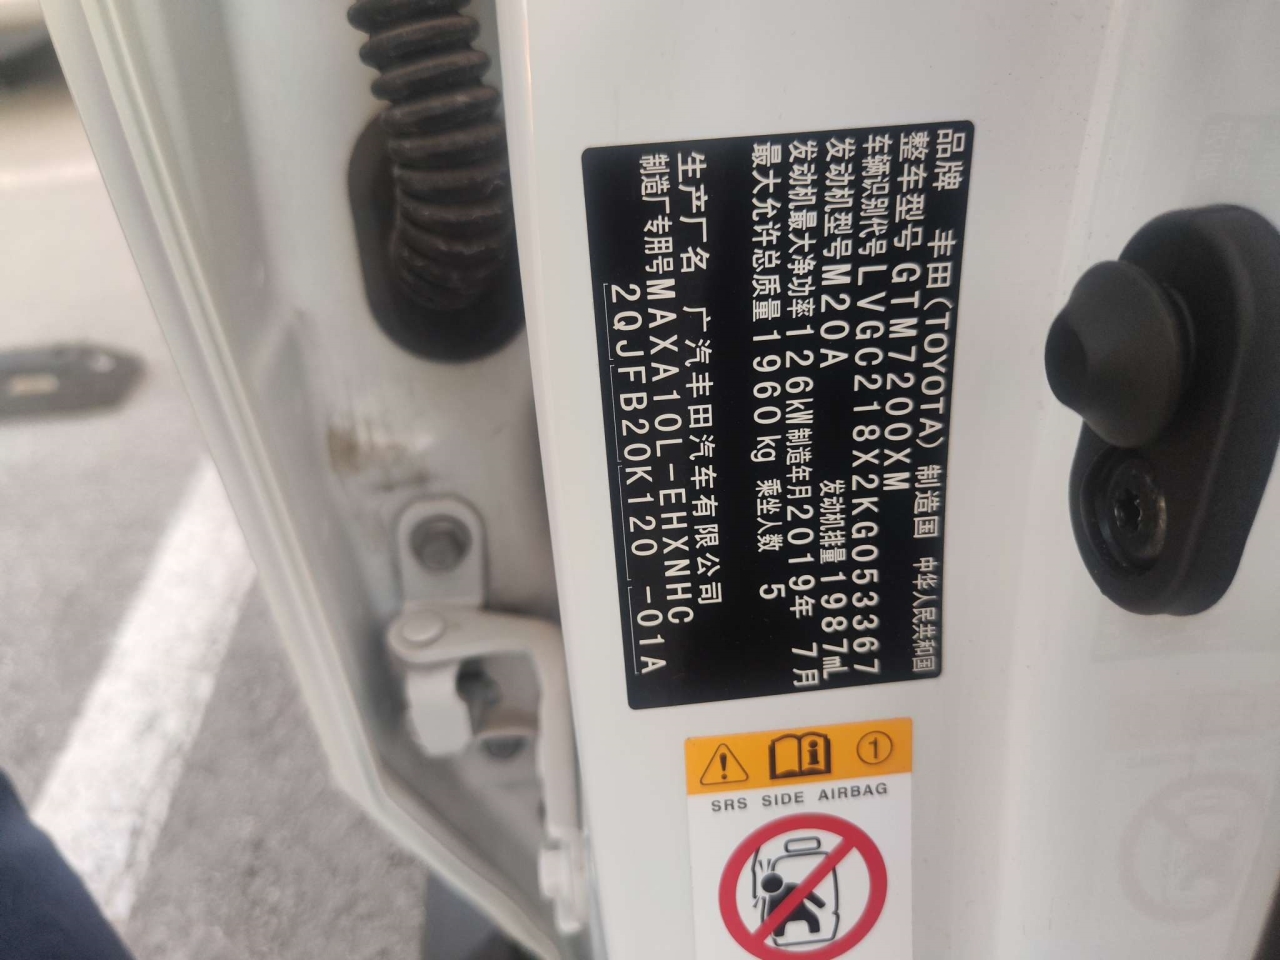 品牌 丰田(TOYOTA) 制造国 中华人民共和国
整车型号 GTM7200XM
车辆识别代号 LVGC218X2KG053367
发动机型号 M20A 发动机排量 1987mL
发动机最大净功率 126kW 制造年月 2019年 7月
最大允许总质量 1960kg 乘坐人数 5
生产厂名 广汽丰田汽车有限公司
制造厂专用号 MAXA10L-EHXNHC
2QJFB20K120 -01A
1
SRS SIDE AIRBAG